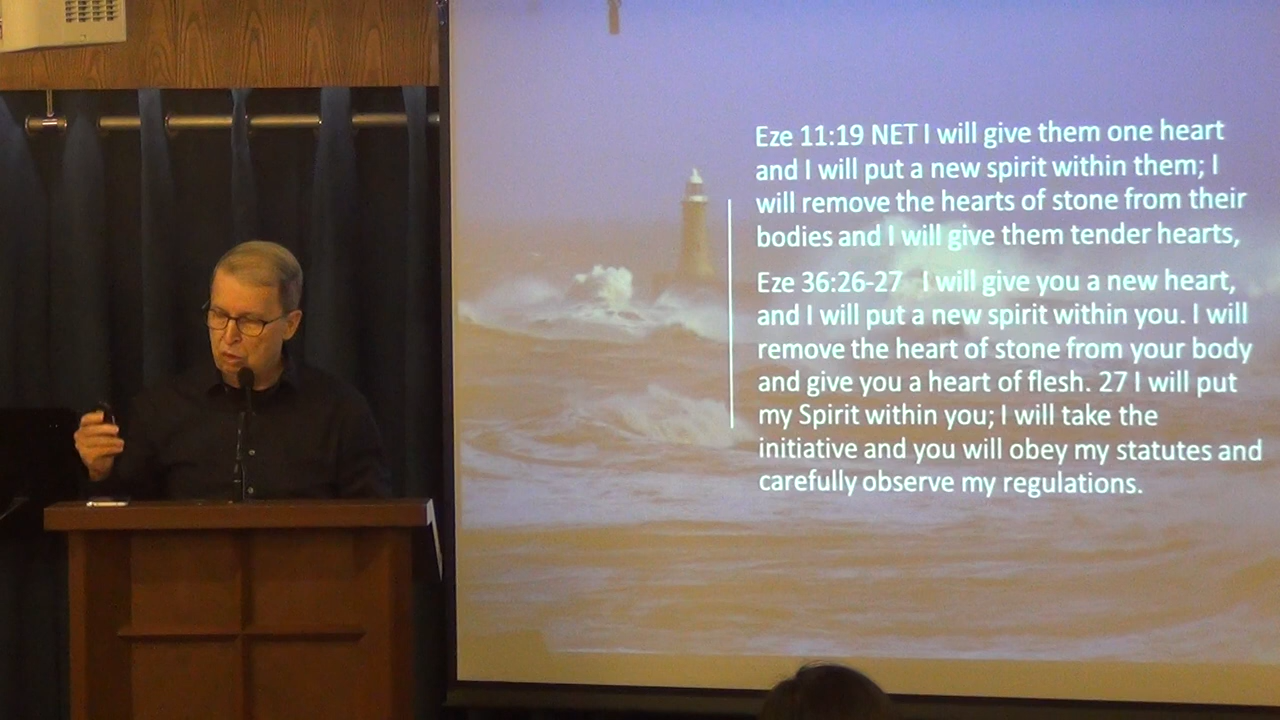 Eze 11:19 NET I will give them one heart
and I will put a new spirit within them; I
will remove the hearts of stone from their
bodies and I will give them tender hearts,
Eze 36:26-27 I will give you a new heart,
and I will put a new spirit within you. I will
remove the heart of stone from your body
and give you a heart of flesh. 27 I will put
my Spirit within you; I will take the
initiative and you will obey my statutes and
carefully observe my regulations.